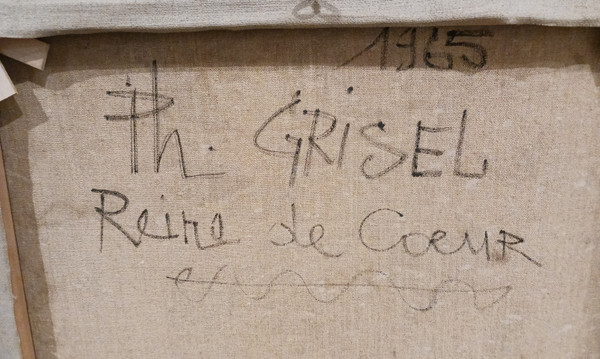 1965
Ph. GRISEL
Reine de Coeur